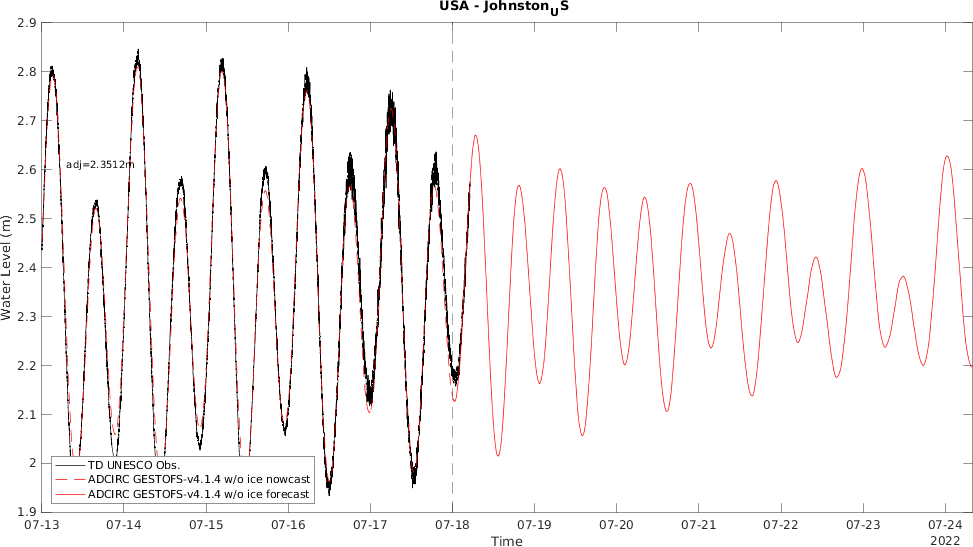 USA - JohnstonUS
2.9
2.8
2.7
2.6
2.5
2.4
2.3
2.2
2.1
2
1.9
Water Level (m)
adj=2.3512m
TD UNESCO Obs.
ADCIRC GESTOFS-v4.1.4 w/o ice nowcast
ADCIRC GESTOFS-v4.1.4 w/o ice forecast
07-13 07-14 07-15 07-16 07-17 07-18 07-19 07-20 07-21 07-22 07-23 07-24
Time
2022